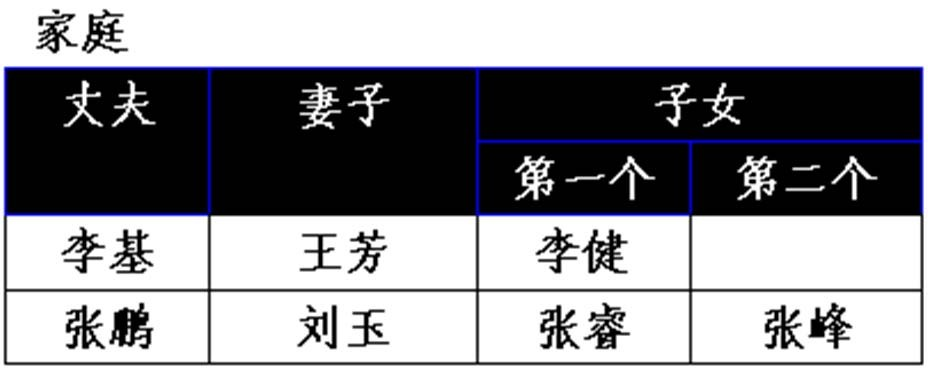 家庭
丈夫 妻子 子女
第一个 第二个
李基 王芳 李健
张鹏 刘玉 张睿 张峰